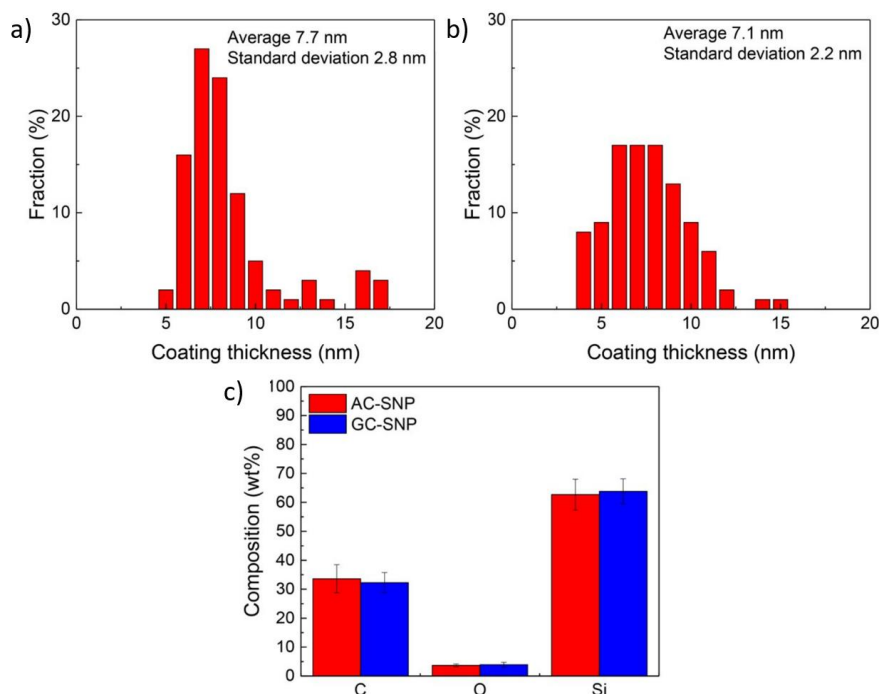 a)
Average 7.7 nm
Standard deviation 2.8 nm
Fraction (%)
30
20
10
0
0
5
10
15
20
Coating thickness (nm)
b)
Average 7.1 nm
Standard deviation 2.2 nm
Fraction (%)
30
20
10
0
0
5
10
15
20
Coating thickness (nm)
c)
AC-SNP
GC-SNP
Composition (wt%)
100
90
80
70
60
50
40
30
20
10
0
C
O
Si